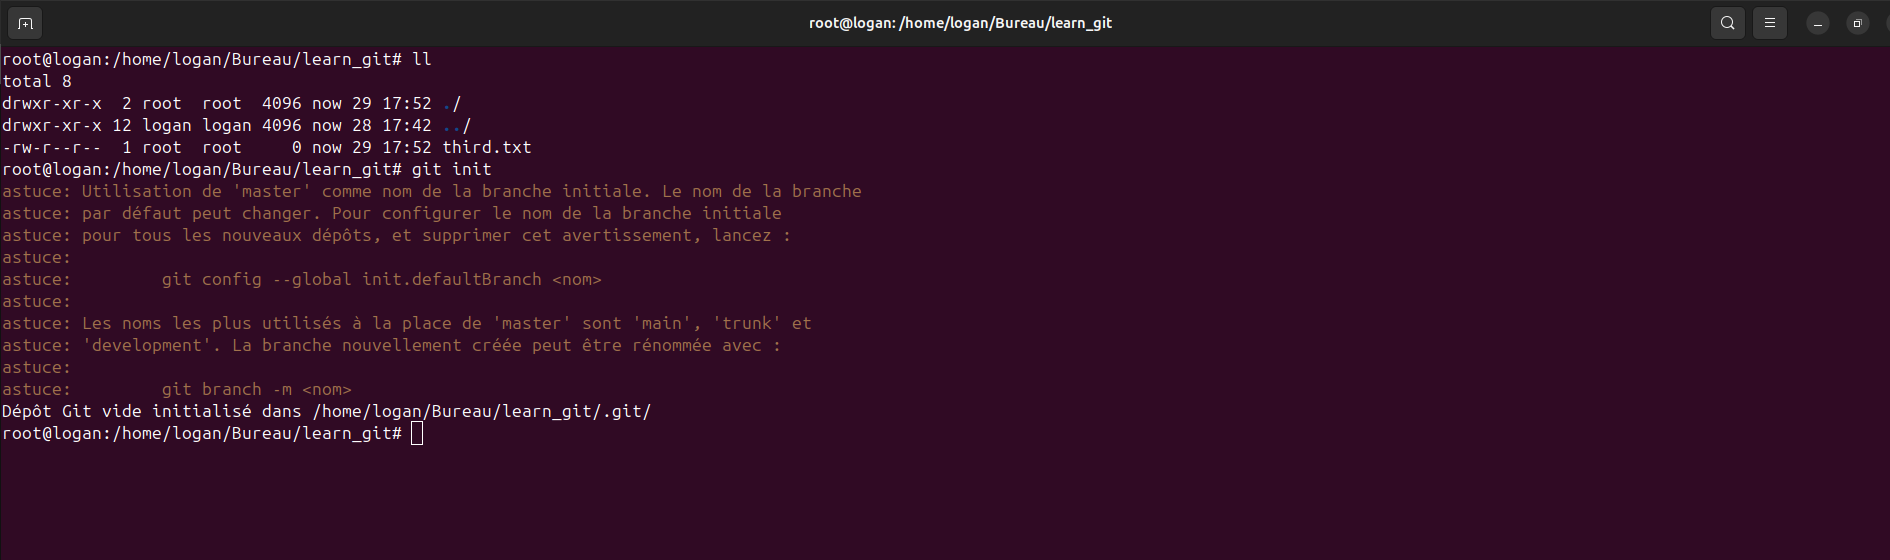 root@logan: /home/logan/Bureau/learn_git
root@logan:/home/logan/Bureau/learn_git# ll
total 8
drwxr-xr-x  2 root  root  4096 now 29 17:52 ./
drwxr-xr-x 12 logan logan 4096 now 28 17:42 ../
-rw-r--r--  1 root  root     0 now 29 17:52 third.txt
root@logan:/home/logan/Bureau/learn_git# git init
astuce: Utilisation de 'master' comme nom de la branche initiale. Le nom de la branche
astuce: par défaut peut changer. Pour configurer le nom de la branche initiale
astuce: pour tous les nouveaux dépôts, et supprimer cet avertissement, lancez :
astuce:
astuce:         git config --global init.defaultBranch <nom>
astuce:
astuce: Les noms les plus utilisés à la place de 'master' sont 'main', 'trunk' et
astuce: 'development'. La branche nouvellement créée peut être rénommée avec :
astuce:
astuce:         git branch -m <nom>
Dépôt Git vide initialisé dans /home/logan/Bureau/learn_git/.git/
root@logan:/home/logan/Bureau/learn_git#